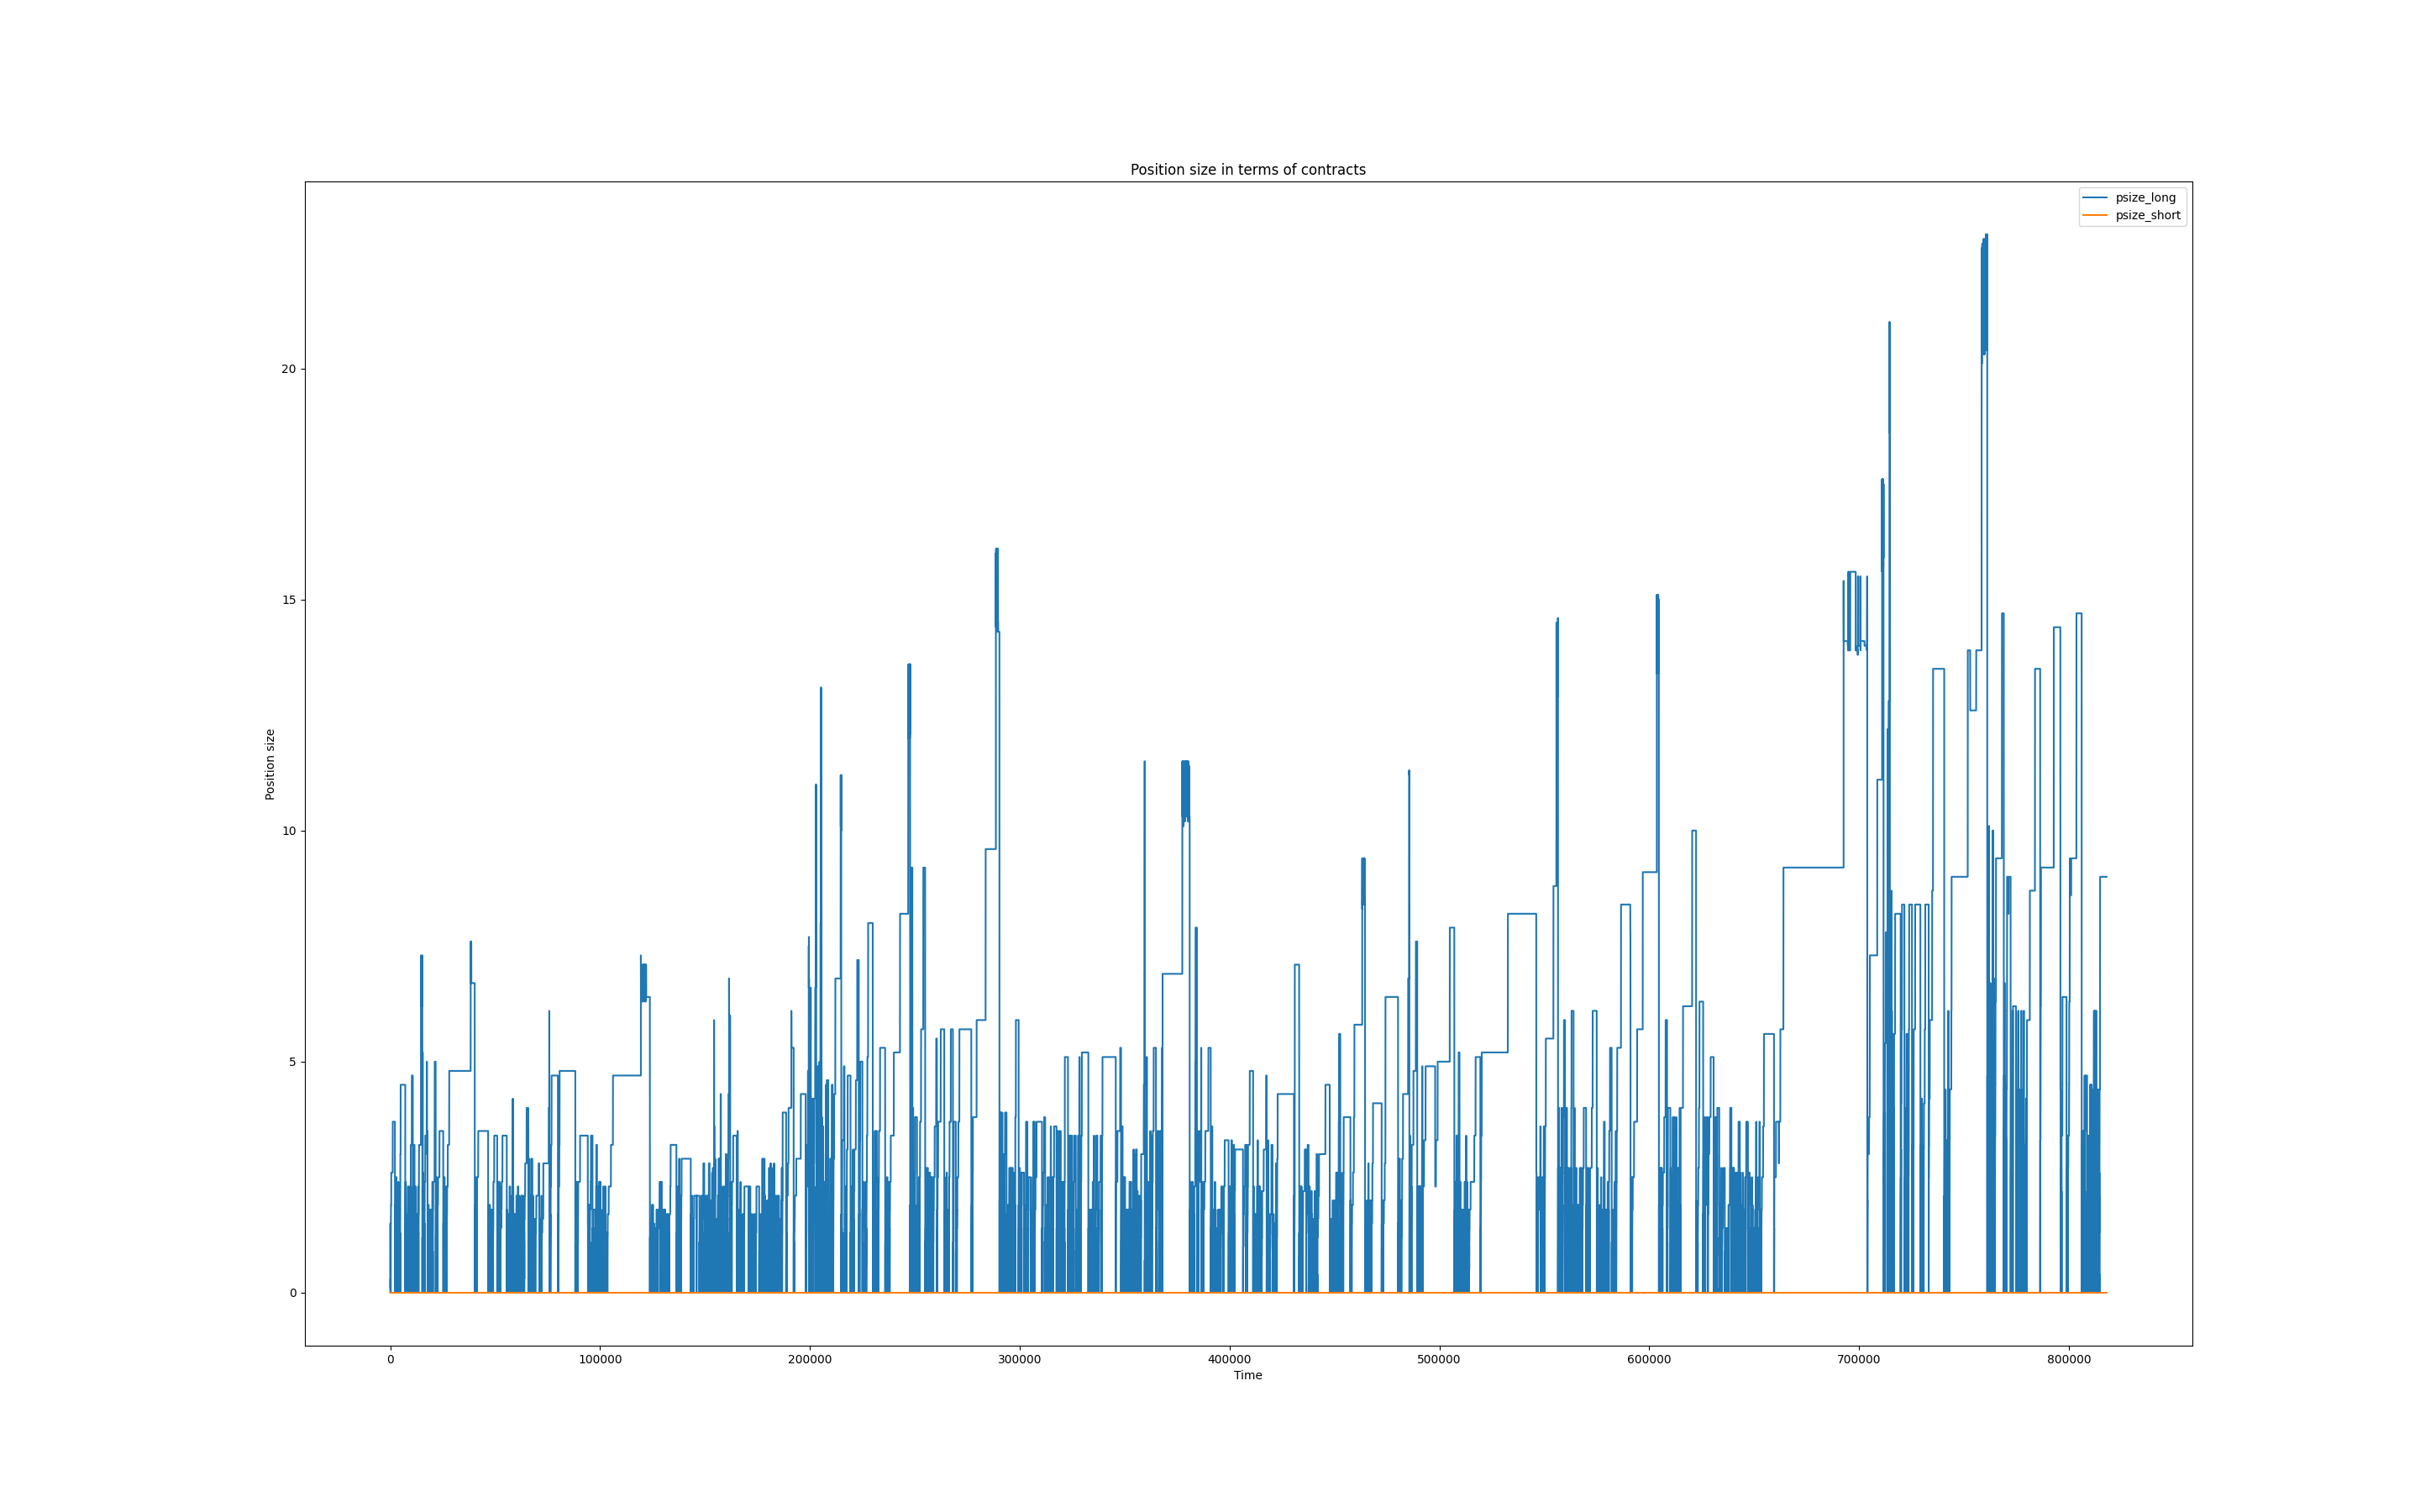 Position size in terms of contracts
psize_long
psize_short
20
15
10
5
0
Position size
0 100000 200000 300000 400000 500000 600000 700000 800000
Time